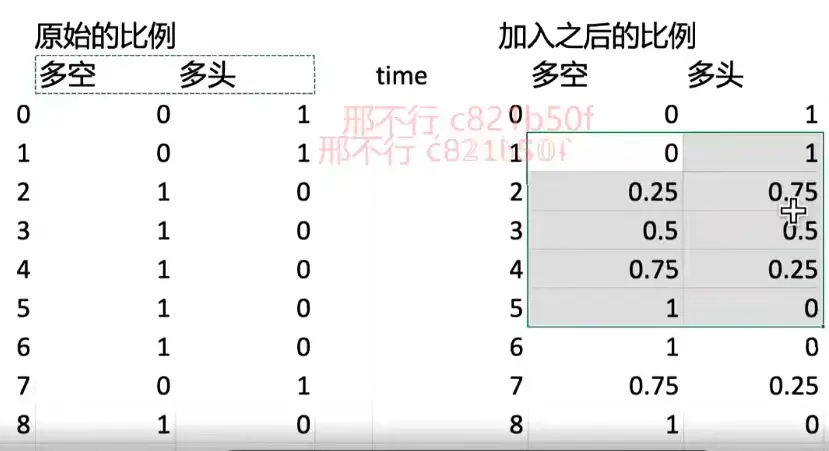 原始的比例 加入之后的比例
多空 多头 time 多空 多头
0 0 1 0 0 1
邢不行 c821b50f
1 0 1 1 0 1
邢不行 c821b50f
2 1 0 2 0.25 0.75
3 1 0 3 0.5 0.5
4 1 0 4 0.75 0.25
5 1 0 5 1 0
6 1 0 6 1 0
7 0 1 7 0.75 0.25
8 1 0 8 1 0